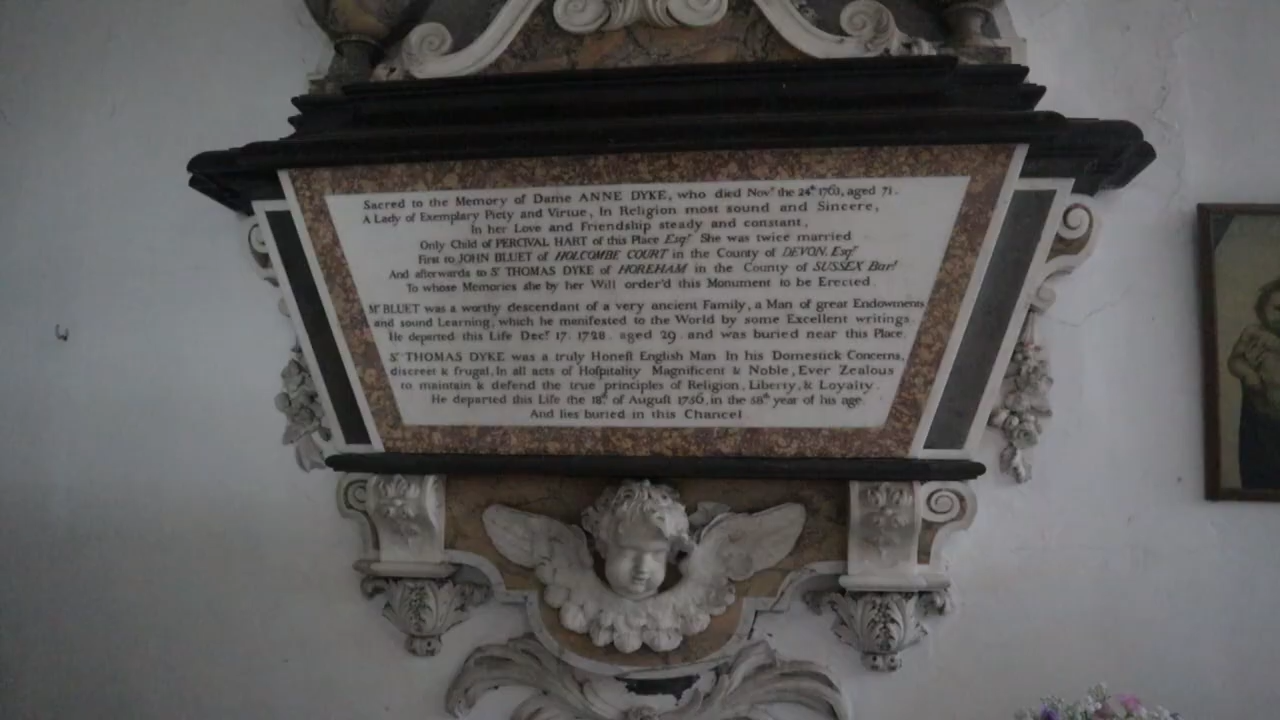 Sacred to the Memory of Dame ANNE DYKE, who died Novr. the 24th 1763, aged 71.
A Lady of Exemplary Piety and Virtue, In Religion most sound and Sincere,
In her Love and Friendship steady and constant,
Only Child of PERCIVAL HART of this Place Esqr. She was twice married
First to JOHN BLUET of HOLCOMBE COURT in the County of DEVON. Esqr.
And afterwards to Sr. THOMAS DYKE of HOREHAM in the County of SUSSEX Bart.
To whose Memories she by her Will order'd this Monument to be Erected.
Mr. BLUET was a worthy descendant of a very ancient Family, a Man of great Endowments
and sound Learning, which he manifested to the World by some Excellent writings.
He departed this Life Decr. 17. 1728. aged 29. and was buried near this Place.
Sr. THOMAS DYKE was a truly Honeſt English Man In his Domestick Concerns,
discreet & frugal, In all acts of Hoſpitality Magnificent & Noble, Ever Zealous
to maintain & defend the true principles of Religion, Liberty, & Loyalty.
He departed this Life the 18th. of Auguſt 1756, in the 58th year of his age.
And lies buried in this Chancel